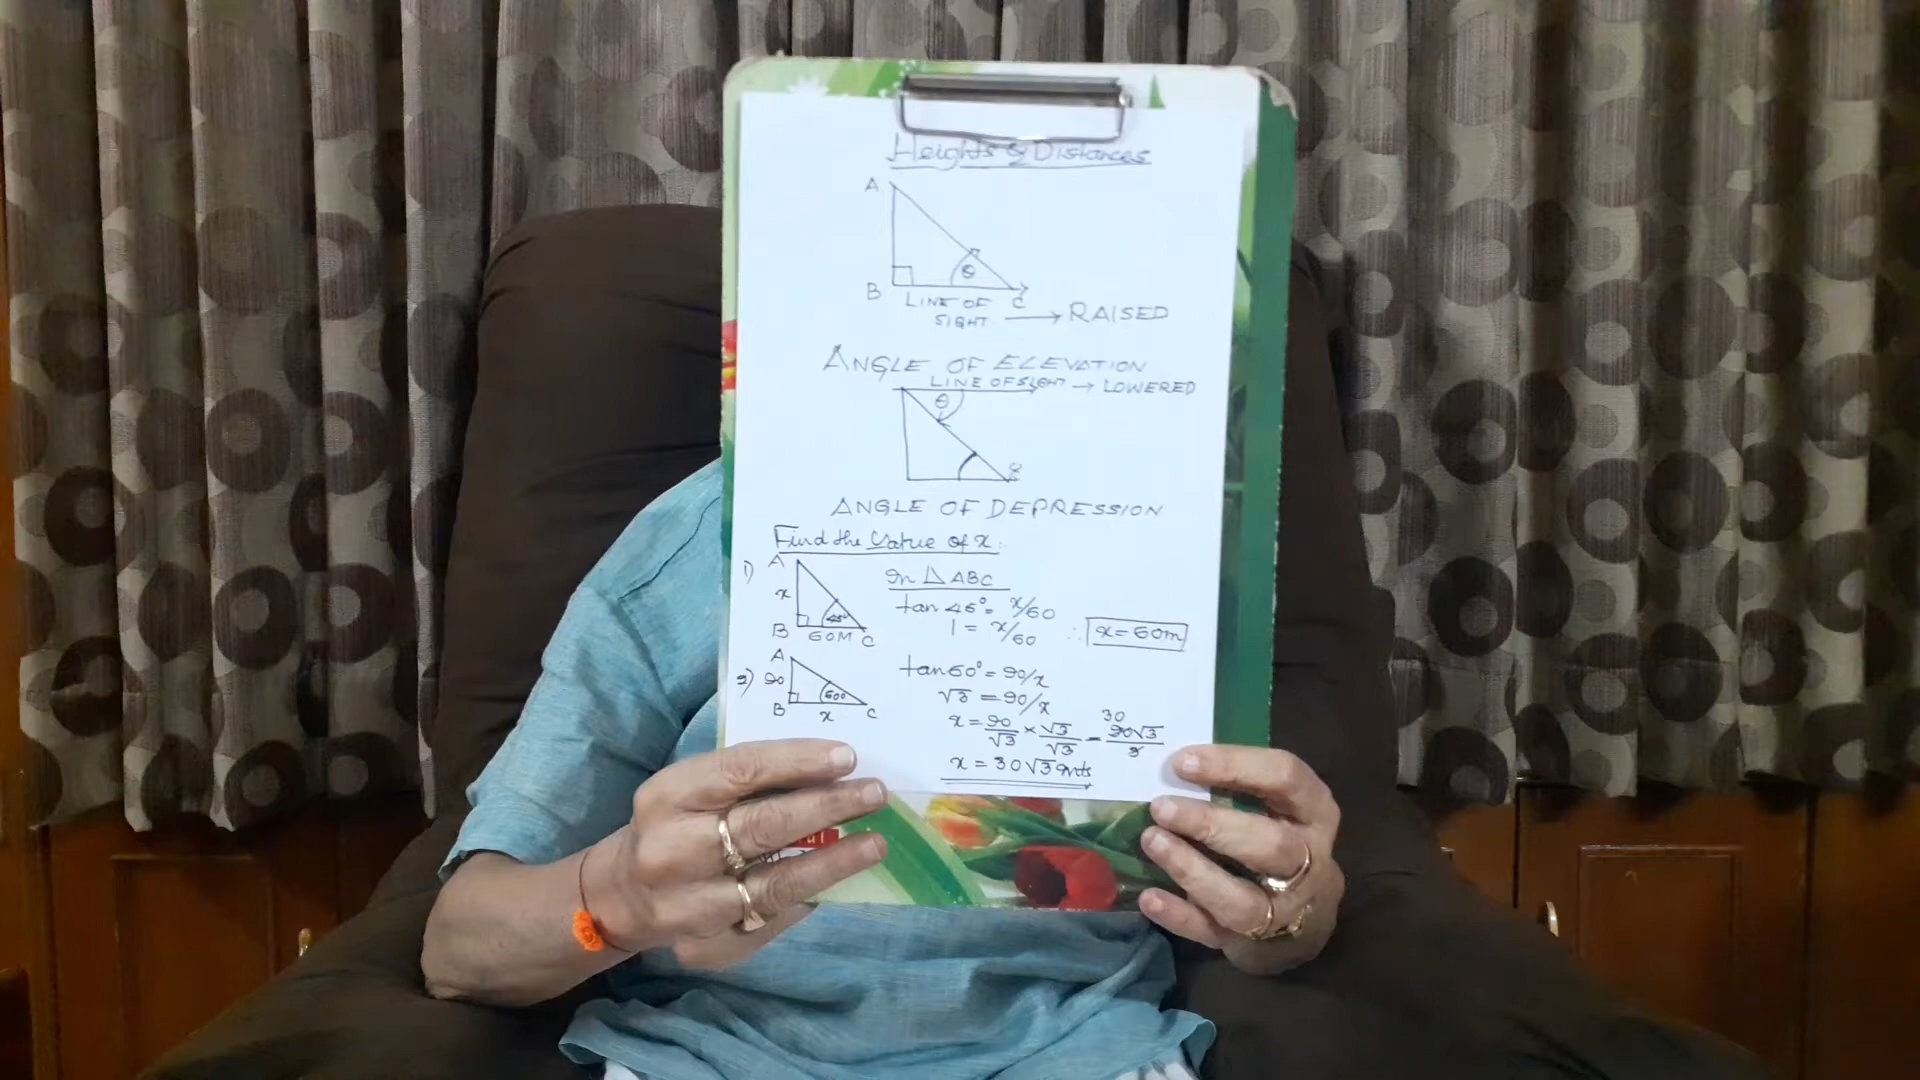 Heights & Distances
A
θ
B
C
LINE OF
SIGHT → RAISED
ANGLE OF ELEVATION
LINE OF SIGHT → LOWERED
θ
ANGLE OF DEPRESSION
Find the Value of x:
1)
A
x
45°
B 60M C
In △ ABC
tan 45° = x/60
1 = x/60
∴ x = 60m
2)
A
90
60°
B x C
tan 60° = 90/x
√3 = 90/x
x = 90/√3 × √3/√3 = 90√3/3
30
x = 30√3 mts